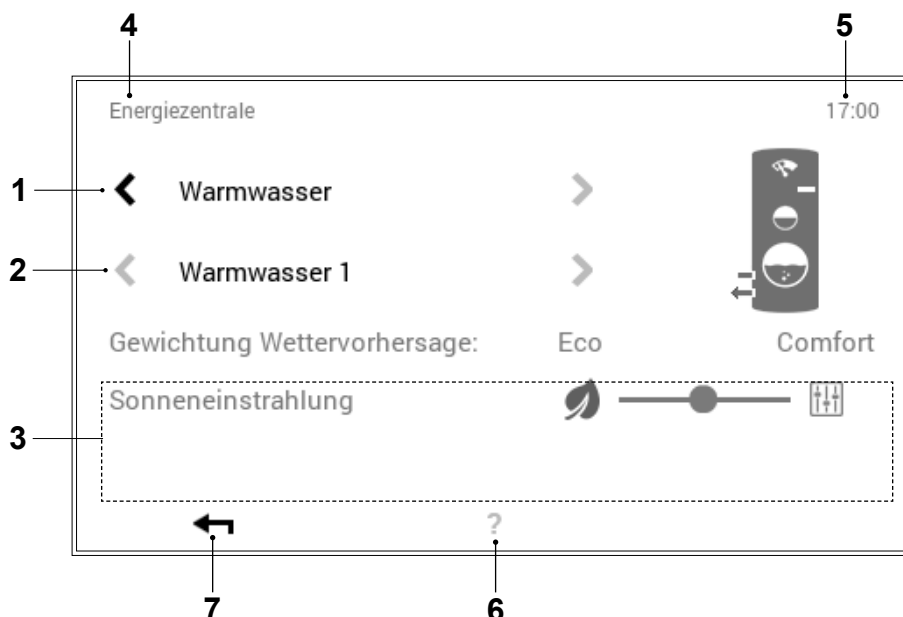 4 5
Energiezentrale 17:00
1 Warmwasser
2 Warmwasser 1
Gewichtung Wettervorhersage: Eco Comfort
Sonneneinstrahlung
3
?
7 6